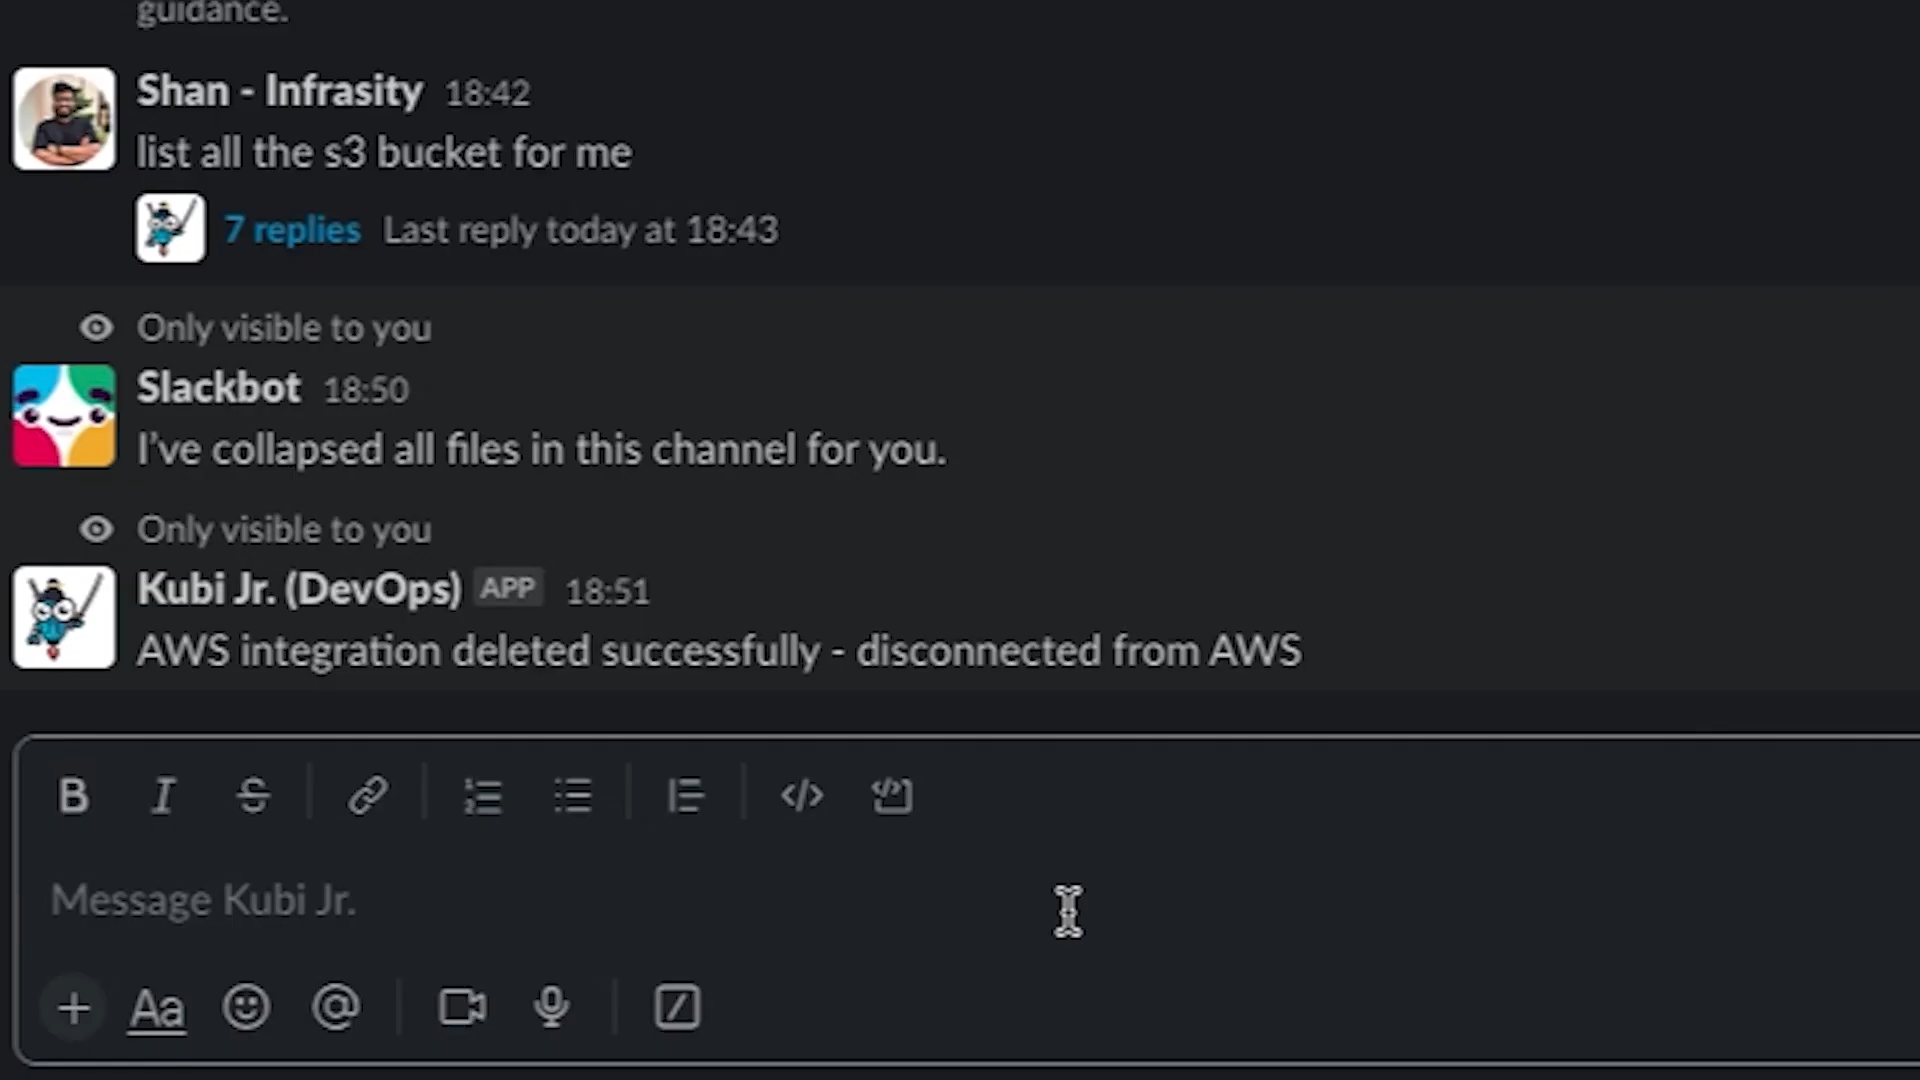 guidance.
Shan - Infrasity 18:42
list all the s3 bucket for me
7 replies Last reply today at 18:43
Only visible to you
Slackbot 18:50
I've collapsed all files in this channel for you.
Only visible to you
Kubi Jr. (DevOps) APP 18:51
AWS integration deleted successfully - disconnected from AWS
Message Kubi Jr.